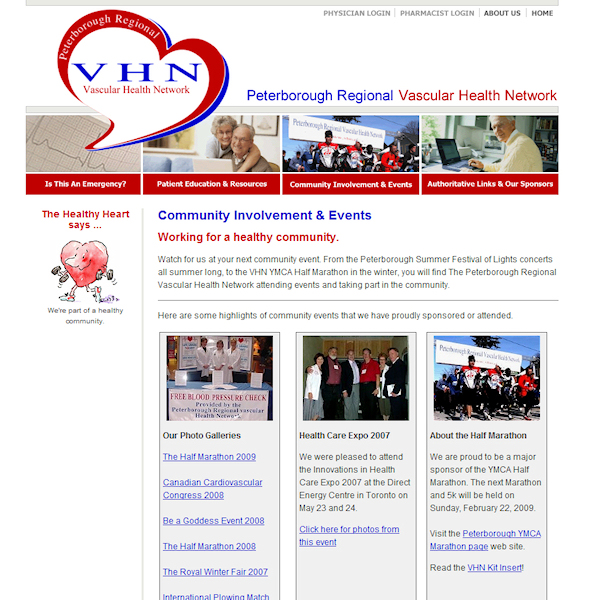 PHYSICIAN LOGIN | PHARMACIST LOGIN | ABOUT US | HOME
Peterborough Regional
VHN
Vascular Health Network
Peterborough Regional Vascular Health Network
Peterborough Regional Vascular Health Network
Is This An Emergency?
Patient Education & Resources
Community Involvement & Events
Authoritative Links & Our Sponsors
The Healthy Heart
says ...
We're part of a healthy
community.
Community Involvement & Events
Working for a healthy community.
Watch for us at your next community event. From the Peterborough Summer Festival of Lights concerts
all summer long, to the VHN YMCA Half Marathon in the winter, you will find The Peterborough Regional
Vascular Health Network attending events and taking part in the community.
Here are some highlights of community events that we have proudly sponsored or attended.
FREE BLOOD PRESSURE CHECK
Provided by the
Peterborough Regional vascular
health network
Our Photo Galleries
The Half Marathon 2009
Canadian Cardiovascular
Congress 2008
Be a Goddess Event 2008
The Half Marathon 2008
The Royal Winter Fair 2007
International Plowing Match
Health Care Expo 2007
We were pleased to attend
the Innovations in Health
Care Expo 2007 at the Direct
Energy Centre in Toronto on
May 23 and 24.
Click here for photos from
this event
Peterborough Regional Vascular Health Network
About the Half Marathon
We are proud to be a major
sponsor of the YMCA Half
Marathon. The next Marathon
and 5k will be held on
Sunday, February 22, 2009.
Visit the Peterborough YMCA
Marathon page web site.
Read the VHN Kit Insert!